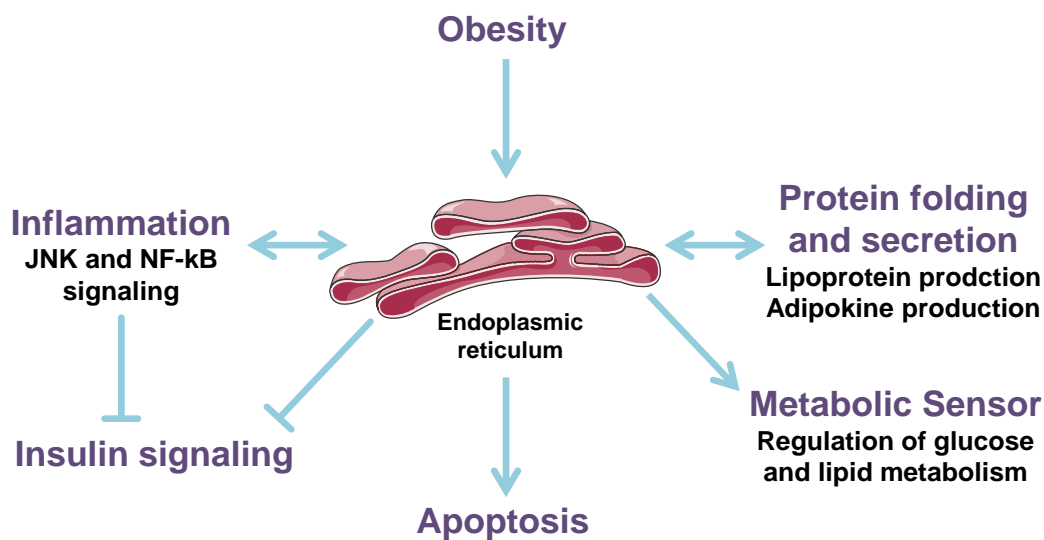 Obesity
Inflammation
JNK and NF-kB
signaling
Protein folding
and secretion
Lipoprotein prodction
Adipokine production
Endoplasmic
reticulum
Metabolic Sensor
Regulation of glucose
and lipid metabolism
Insulin signaling
Apoptosis